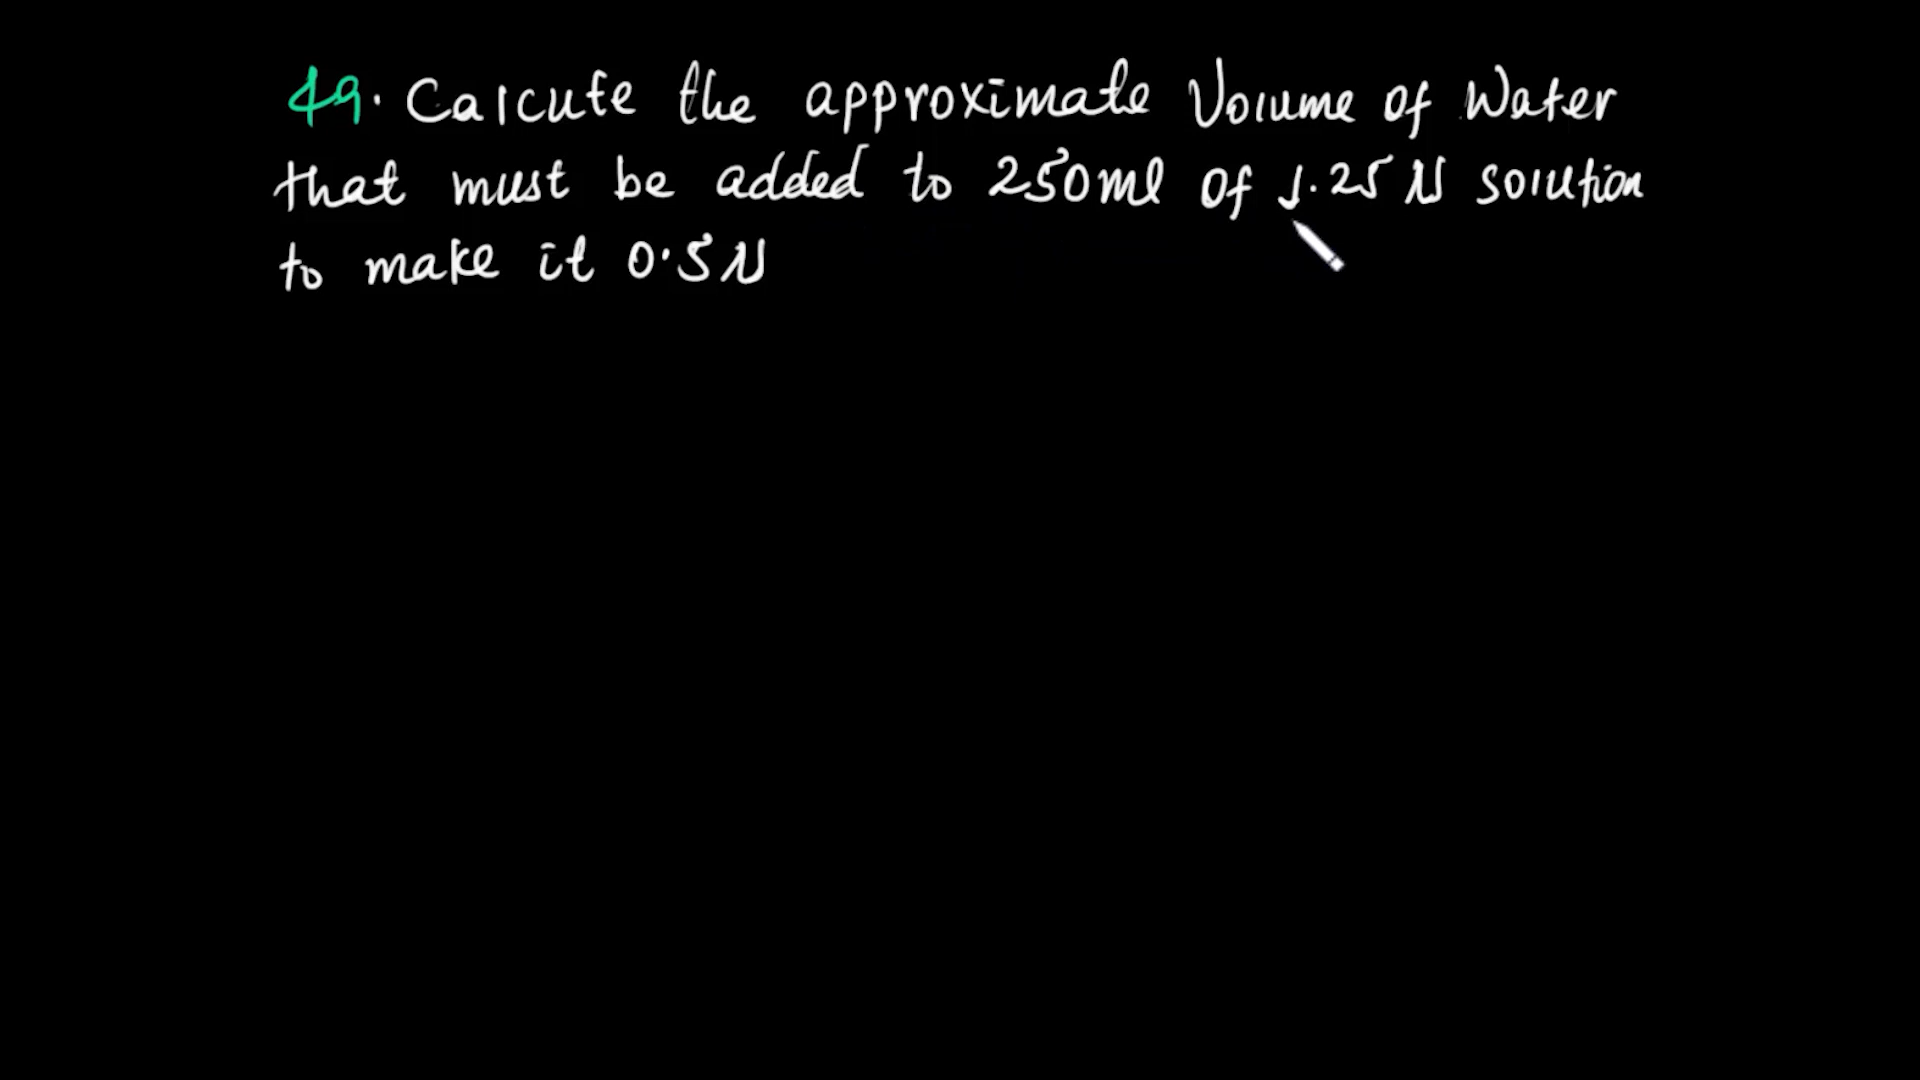 49. Calcute the approximate Volume of Water
that must be added to 250ml of 1.25 N solution
to make it 0.5 N